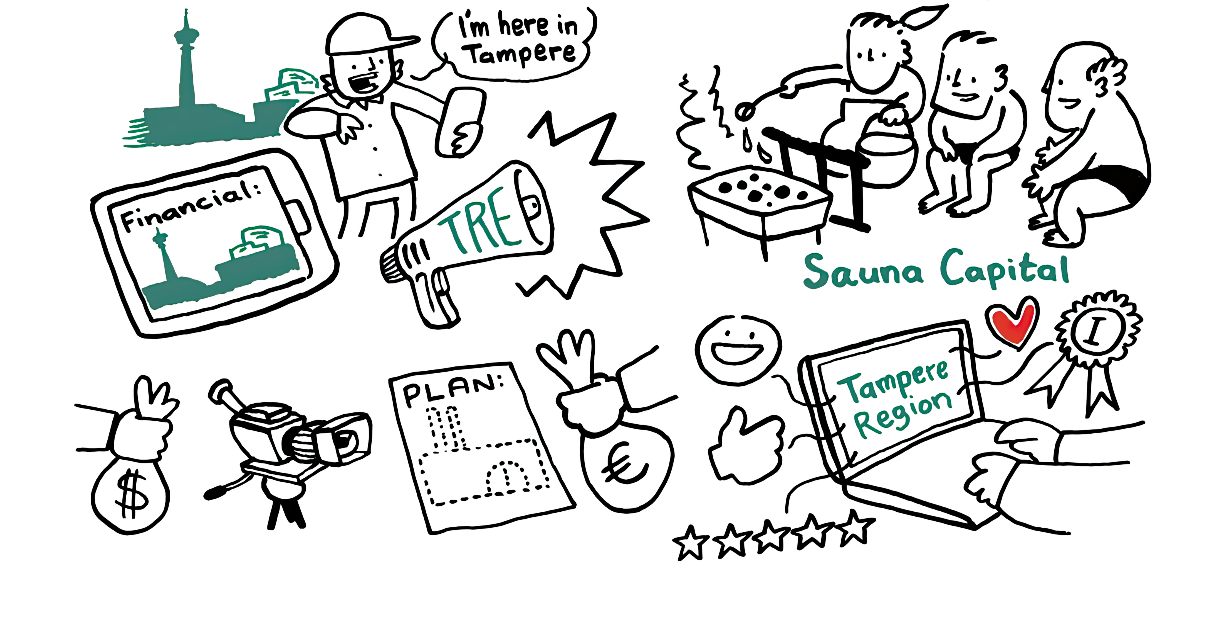 I'm here in
Tampere
Financial:
TRE
Sauna Capital
$
PLAN:
€
Tampere
Region
I